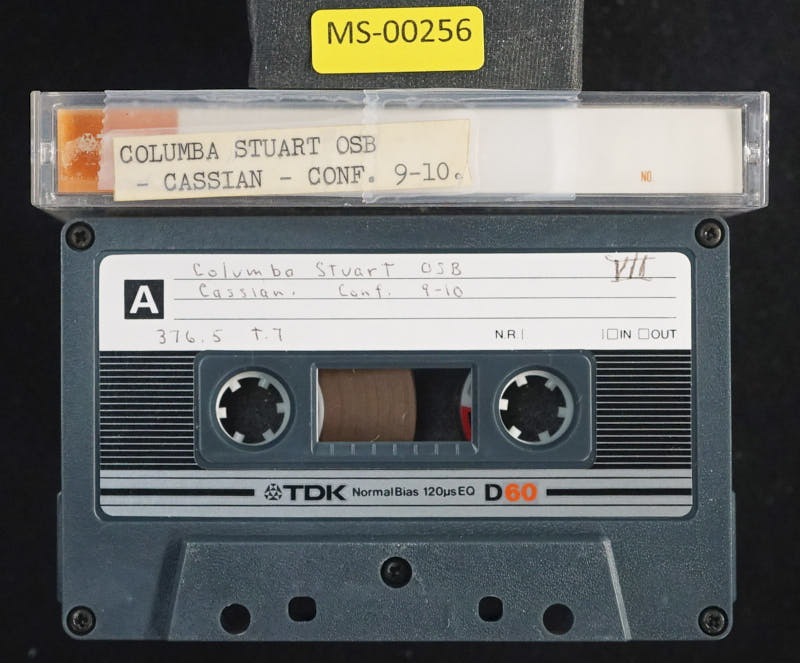 MS-00256
COLUMBA STUART OSB
- CASSIAN - CONF. 9-10.
NO.
Columba Stuart OSB
VII
A
Cassian. Conf. 9-10
376.5 T.7
N.R.
IN OUT
TDK Normal Bias 120µs EQ D60